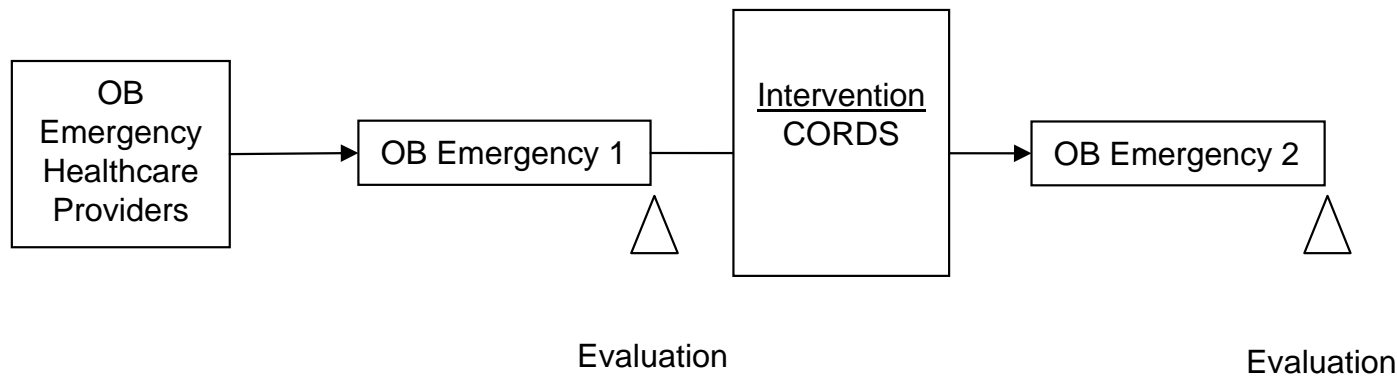 OB
Emergency
Healthcare
Providers
OB Emergency 1
Intervention
CORDS
OB Emergency 2
Evaluation
Evaluation